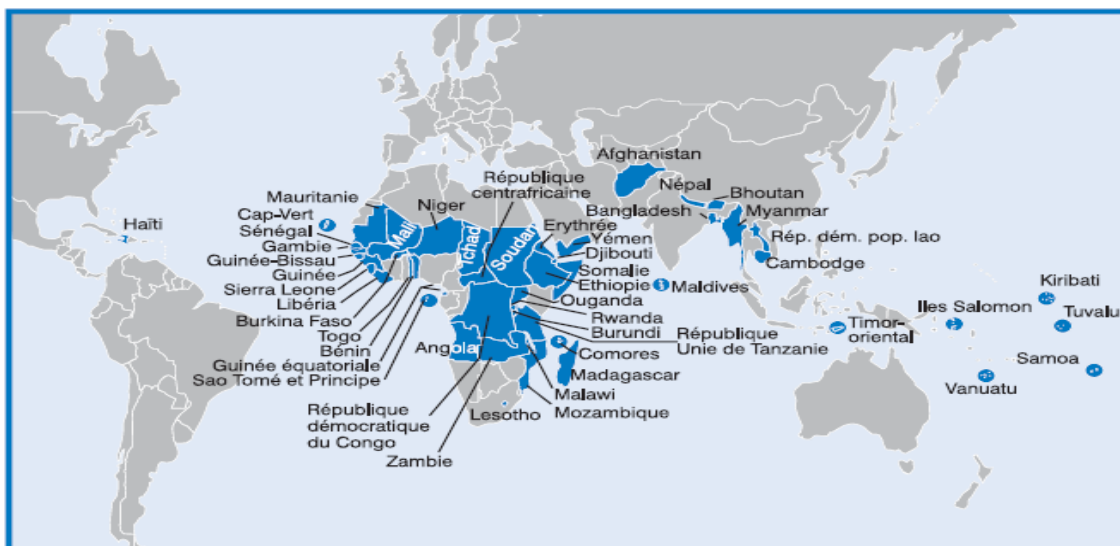 Haïti
Mauritanie
Cap-Vert
Sénégal
Gambie
Guinée-Bissau
Guinée
Sierra Leone
Libéria
Burkina Faso
Togo
Bénin
Guinée équatoriale
Sao Tomé et Principe
Mali
Niger
Tchad
Soudan
République
centrafricaine
Angola
République
démocratique
du Congo
Zambie
Lesotho
Erythrée
Yémen
Djibouti
Somalie
Ethiopie
Ouganda
Rwanda
Burundi
République
Unie de Tanzanie
Comores
Madagascar
Malawi
Mozambique
Afghanistan
Népal
Bhoutan
Bangladesh
Myanmar
Rép. dém. pop. lao
Cambodge
Maldives
Timor-
oriental
Kiribati
Iles Salomon
Tuvalu
Samoa
Vanuatu